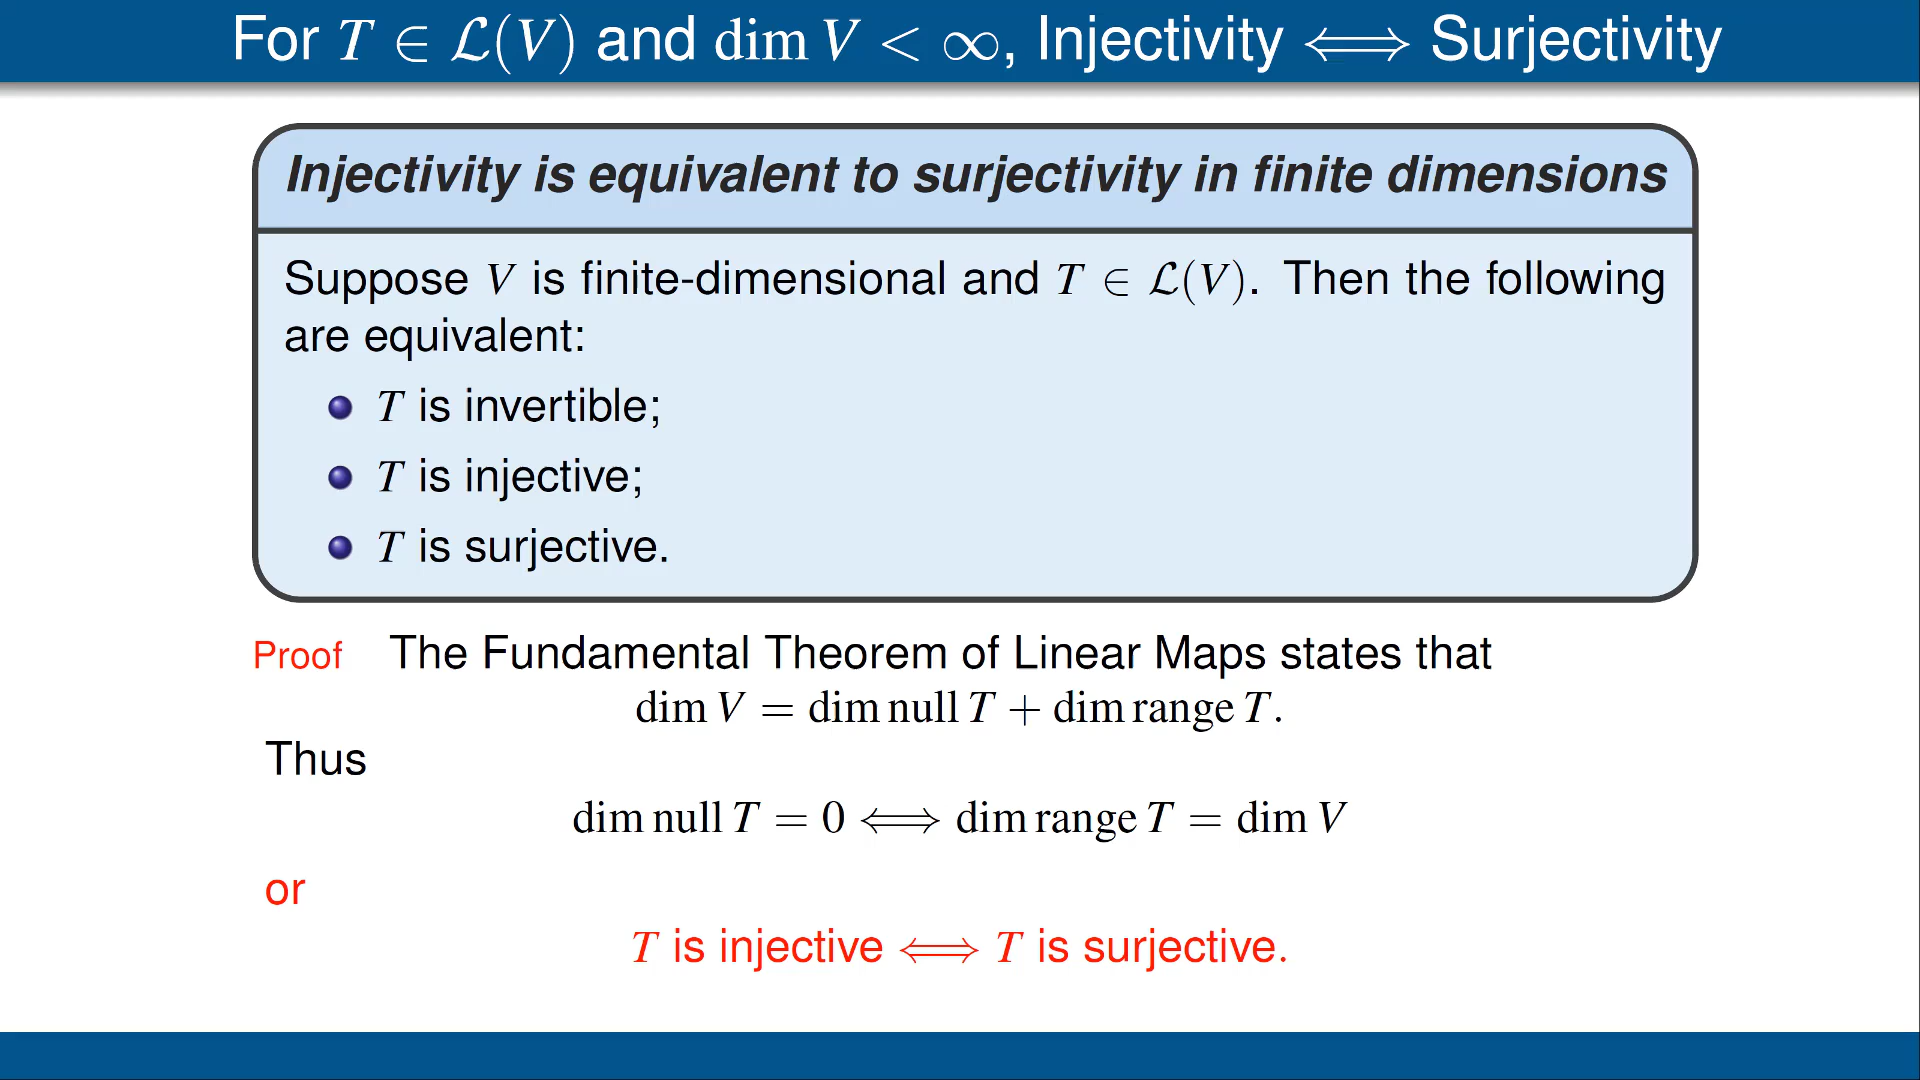 For T ∈ ℒ(V) and dim V < ∞, Injectivity ⟺ Surjectivity
Injectivity is equivalent to surjectivity in finite dimensions
Suppose V is finite-dimensional and T ∈ ℒ(V). Then the following
are equivalent:
T is invertible;
T is injective;
T is surjective.
Proof The Fundamental Theorem of Linear Maps states that
dim V = dim null T + dim range T.
Thus
dim null T = 0 ⟺ dim range T = dim V
or
T is injective ⟺ T is surjective.